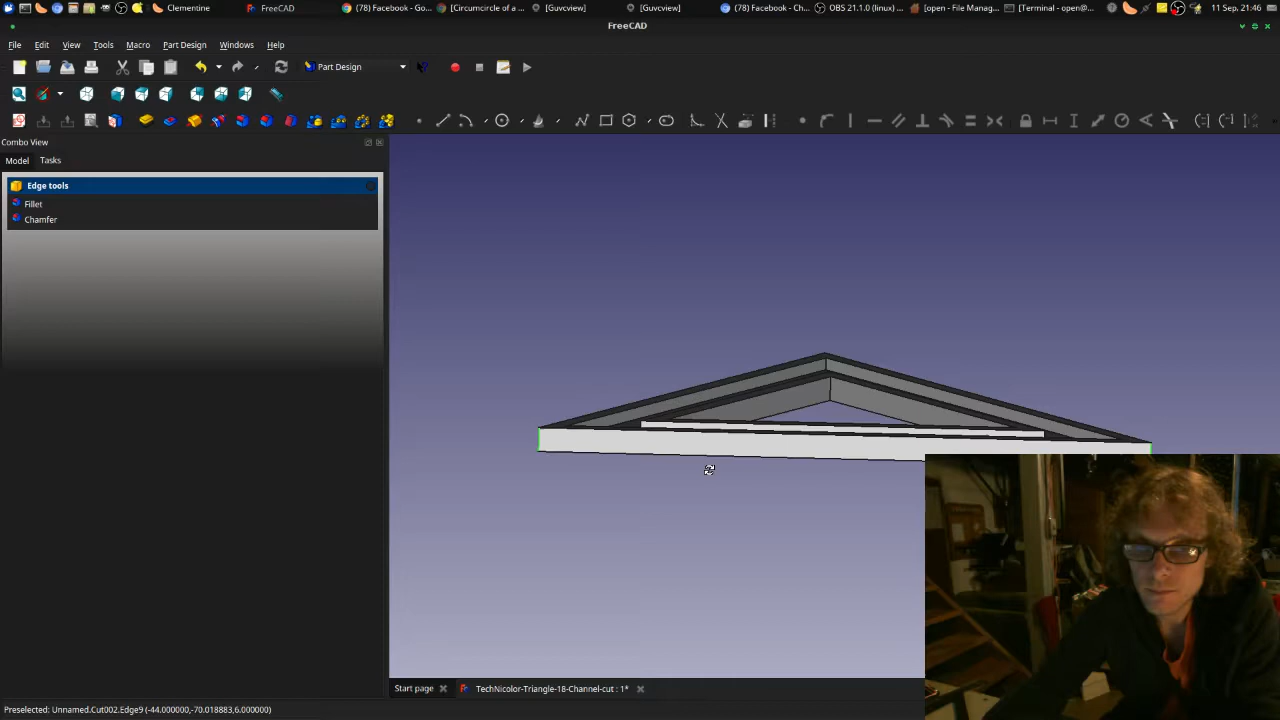 Clementine
FreeCAD
(78) Facebook - Go...
[Circumcircle of a ...
[Guvcview]
[Guvcview]
(78) Facebook - Ch...
OBS 21.1.0 (linux) ...
[open - File Manag...
[Terminal - open@...
11 Sep, 21:46
FreeCAD
File Edit View Tools Macro Part Design Windows Help
Part Design
Combo View
Model Tasks
Edge tools
Fillet
Chamfer
Start page
TechNicolor-Triangle-18-Channel-cut : 1*
Preselected: Unnamed.Cut002.Edge9 (-44.000000,-70.018883,6.000000)